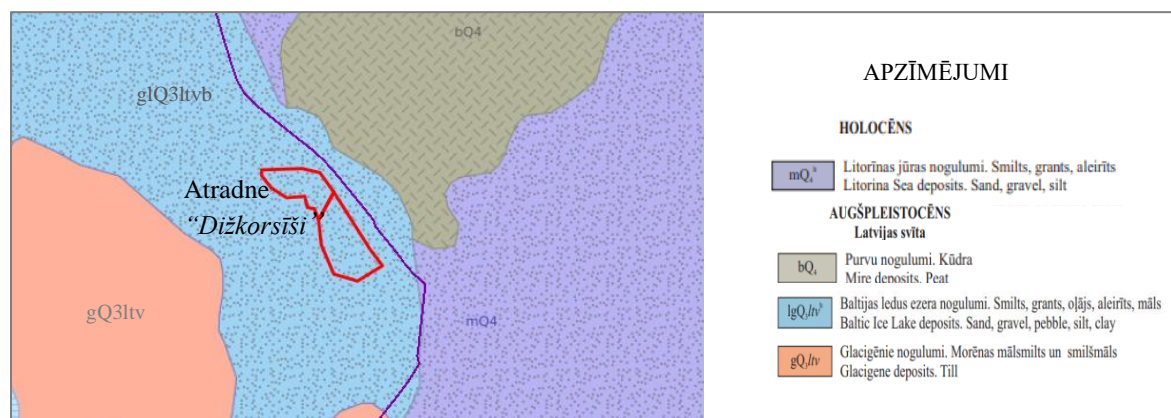 bQ4
glQ3ltvb
Atradne
“Dižkorsīši”
gQ3ltv
mQ4
APZĪMĒJUMI
HOLOCĒNS
mQ₄ᵃ
Litorīnas jūras nogulumi. Smilts, grants, aleirīts
Litorina Sea deposits. Sand, gravel, silt
AUGŠPLEISTOCĒNS
Latvijas svīta
bQ₄
Purvu nogulumi. Kūdra
Mire deposits. Peat
lgQ₃ltvᵇ
Baltijas ledus ezera nogulumi. Smilts, grants, oļājs, aleirīts, māls
Baltic Ice Lake deposits. Sand, gravel, pebble, silt, clay
gQ₃ltv
Glacigēnie nogulumi. Morēnas mālsmilts un smilšmāls
Glacigene deposits. Till